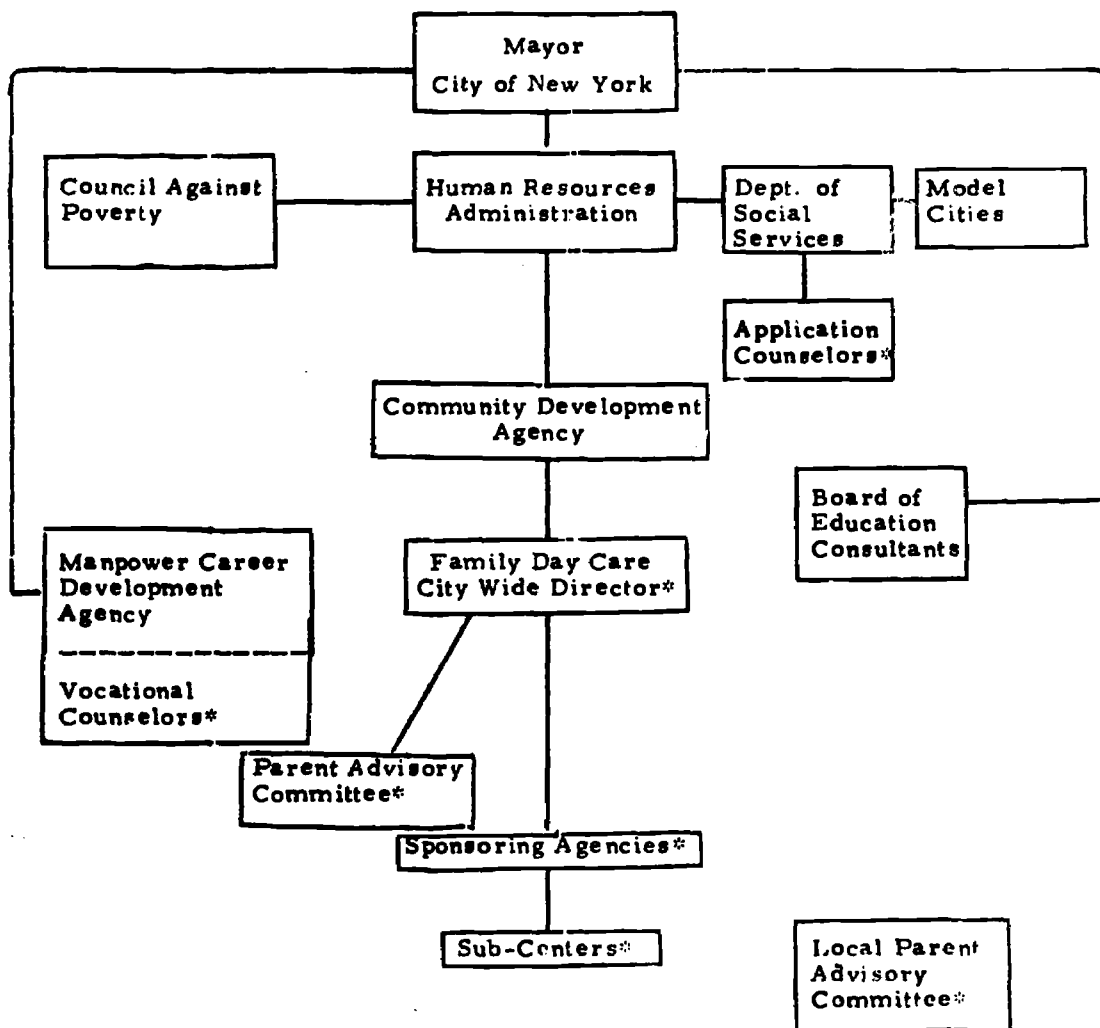 Mayor
City of New York
Council Against
Poverty
Human Resources
Administration
Dept. of
Social
Services
Model
Cities
Application
Counselors*
Community Development
Agency
Board of
Education
Consultants
Manpower Career
Development
Agency
Vocational
Counselors*
Family Day Care
City Wide Director*
Parent Advisory
Committee*
Sponsoring Agencies*
Sub-Centers*
Local Parent
Advisory
Committee*